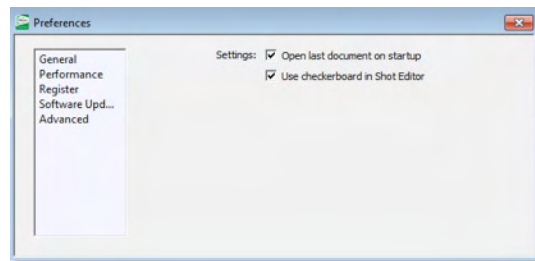 Preferences
General
Performance
Register
Software Upd...
Advanced
Settings: Open last document on startup
Use checkerboard in Shot Editor